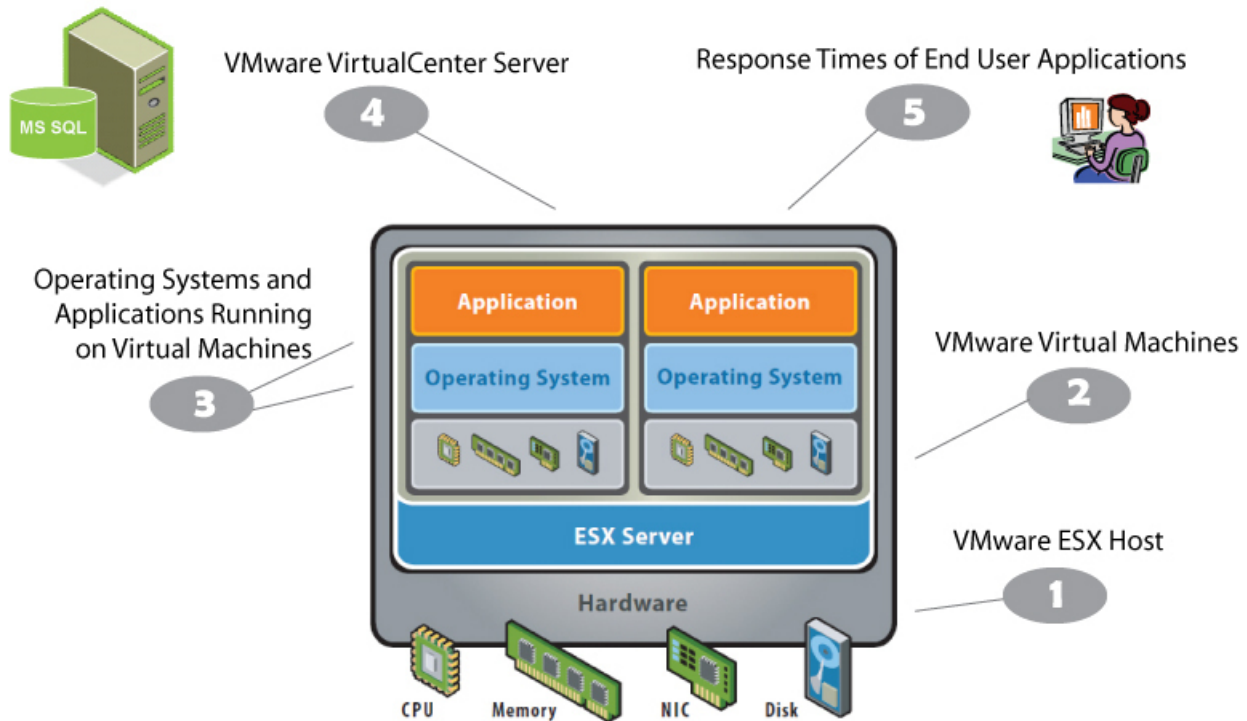 VMware VirtualCenter Server
4
Response Times of End User Applications
5
MS SQL
Operating Systems and
Applications Running
on Virtual Machines
3
Application
Application
Operating System
Operating System
VMware Virtual Machines
2
ESX Server
VMware ESX Host
1
Hardware
CPU
Memory
NIC
Disk